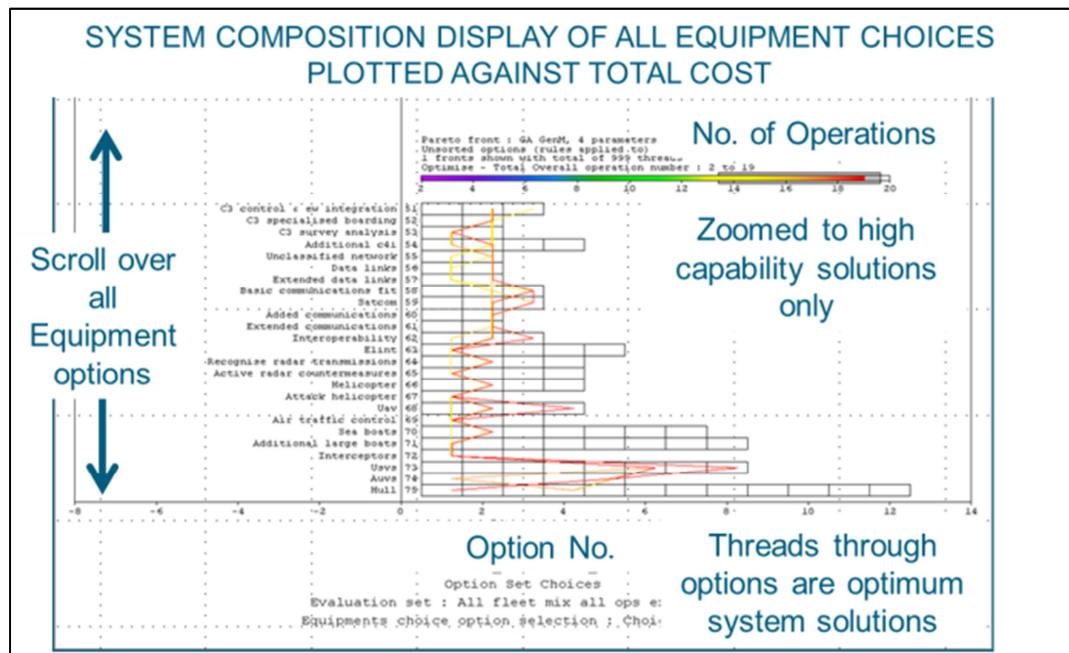 SYSTEM COMPOSITION DISPLAY OF ALL EQUIPMENT CHOICES
PLOTTED AGAINST TOTAL COST
No. of Operations
Pareto front : GA GenM, 4 parameters
Unsorted options (rules applied to)
1 fronts shown with total of 999 threa
Optimise - Total Overall operation number : 2 to 19
2 4 6 8 10 12 14 16 18 20
Zoomed to high
capability solutions
only
Scroll over
all
Equipment
options
C3 control & ew integration 51
C3 specialised boarding 52
C3 survey analysis 53
Additional c4i 54
Unclassified network 55
Data links 56
Extended data links 57
Basic communications fit 58
Satcom 59
Added communications 60
Extended communications 61
Interoperability 62
Elint 63
Recognise radar transmissions 64
Active radar countermeasures 65
Helicopter 66
Attack helicopter 67
Uav 68
Air traffic control 69
Sea boats 70
Additional large boats 71
Interceptors 72
Usvs 73
Auvs 74
Hull 75
-8 -6 -4 -2 0 2 4 6 8 10 12 14
Option No.
Threads through
options are optimum
system solutions
Option Set Choices
Evaluation set : All fleet mix all ops e
Equipments choice option selection : Choi